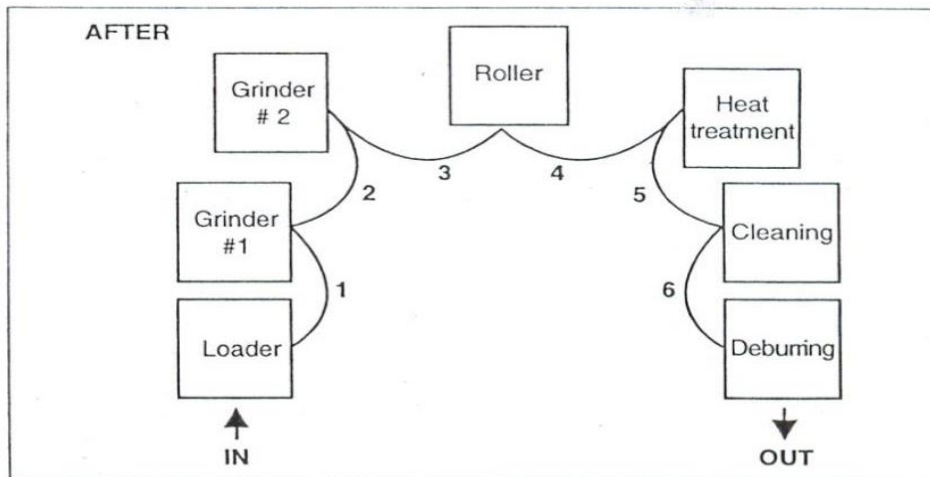 AFTER
Grinder
# 2
Roller
Heat
treatment
3
4
2
5
Grinder
#1
Cleaning
1
6
Loader
Deburring
IN
OUT